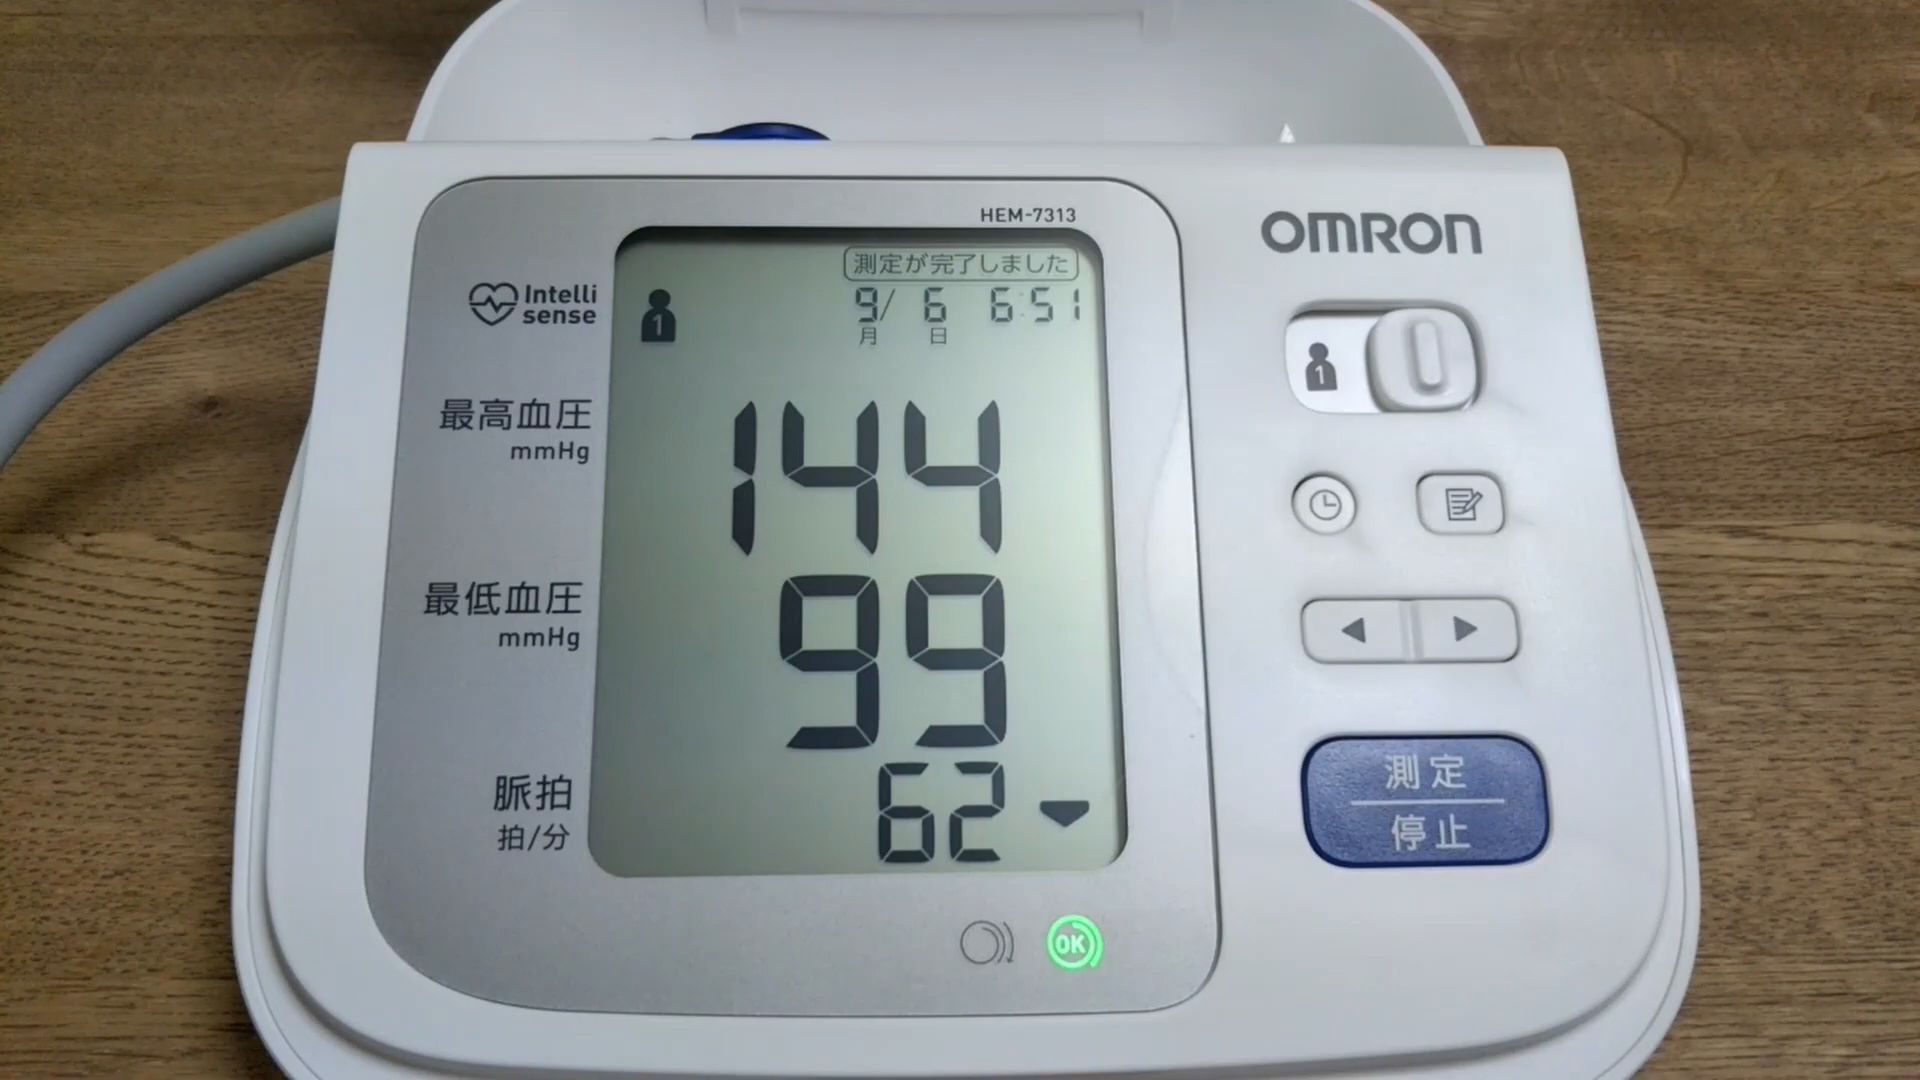 HEM-7313
OMRON
測定が完了しました
Intelli
sense
1
9/ 6 6:51
月 日
1
最高血圧
mmHg
144
最低血圧
mmHg
99
脈拍
拍/分
62
測定
停止
OK